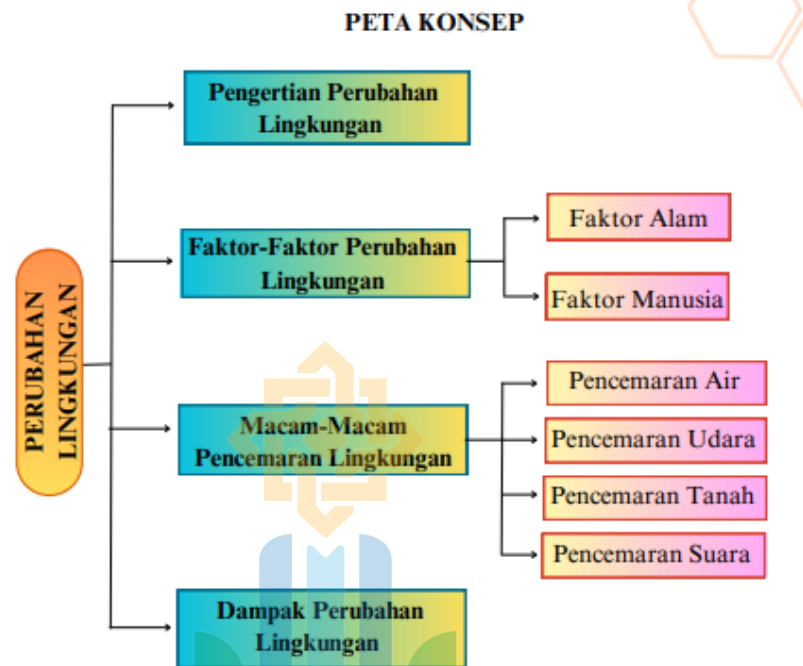 PETA KONSEP
PERUBAHAN
LINGKUNGAN
Pengertian Perubahan
Lingkungan
Faktor-Faktor Perubahan
Lingkungan
Faktor Alam
Faktor Manusia
Macam-Macam
Pencemaran Lingkungan
Pencemaran Air
Pencemaran Udara
Pencemaran Tanah
Pencemaran Suara
Dampak Perubahan
Lingkungan